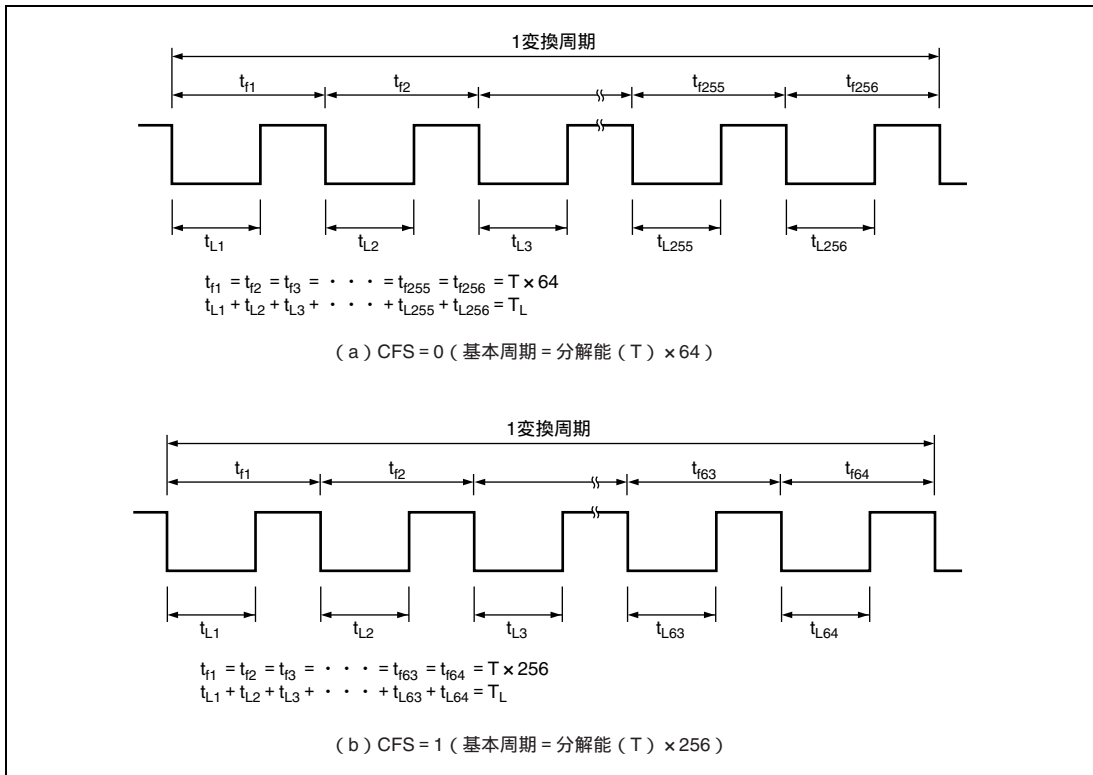 1変換周期
tf1 tf2 tf255 tf256
tL1 tL2 tL3 tL255 tL256
tf1 = tf2 = tf3 = ・ ・ ・ = tf255 = tf256 = T × 64
tL1 + tL2 + tL3 + ・ ・ ・ + tL255 + tL256 = TL
(a) CFS = 0 (基本周期 = 分解能 (T) × 64)
1変換周期
tf1 tf2 tf63 tf64
tL1 tL2 tL3 tL63 tL64
tf1 = tf2 = tf3 = ・ ・ ・ = tf63 = tf64 = T × 256
tL1 + tL2 + tL3 + ・ ・ ・ + tL63 + tL64 = TL
(b) CFS = 1 (基本周期 = 分解能 (T) × 256)